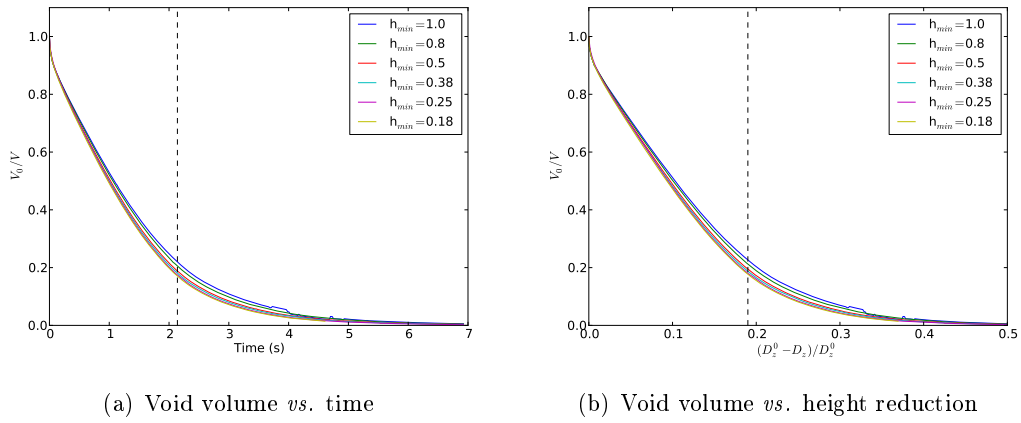 1.0
0.8
0.6
0.4
0.2
0.0
V₀/V
0 1 2 3 4 5 6 7
Time (s)
h_min=1.0
h_min=0.8
h_min=0.5
h_min=0.38
h_min=0.25
h_min=0.18
(a) Void volume vs. time
1.0
0.8
0.6
0.4
0.2
0.0
V₀/V
0.0 0.1 0.2 0.3 0.4 0.5
(D_z^0 −D_z)/D_z^0
h_min=1.0
h_min=0.8
h_min=0.5
h_min=0.38
h_min=0.25
h_min=0.18
(b) Void volume vs. height reduction